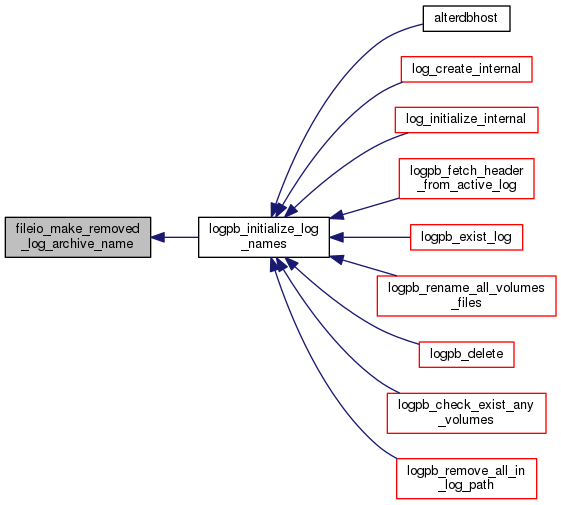 fileio_make_removed
_log_archive_name
logpb_initialize_log
_names
alterdbhost
log_create_internal
log_initialize_internal
logpb_fetch_header
_from_active_log
logpb_exist_log
logpb_rename_all_volumes
_files
logpb_delete
logpb_check_exist_any
_volumes
logpb_remove_all_in
_log_path